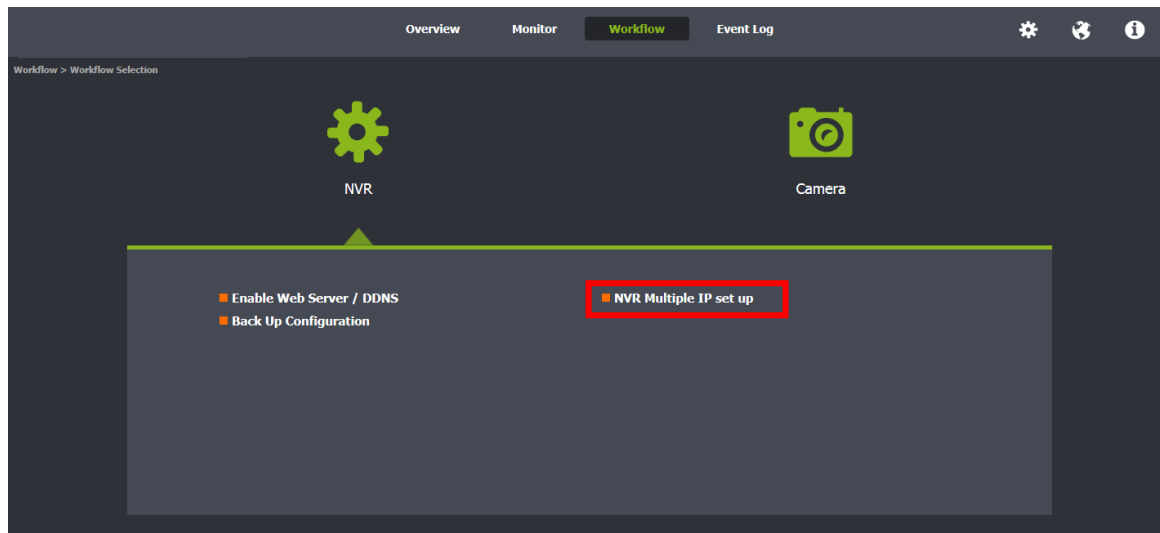 Overview Monitor Workflow Event Log
Workflow > Workflow Selection
NVR
Camera
Enable Web Server / DDNS
NVR Multiple IP set up
Back Up Configuration